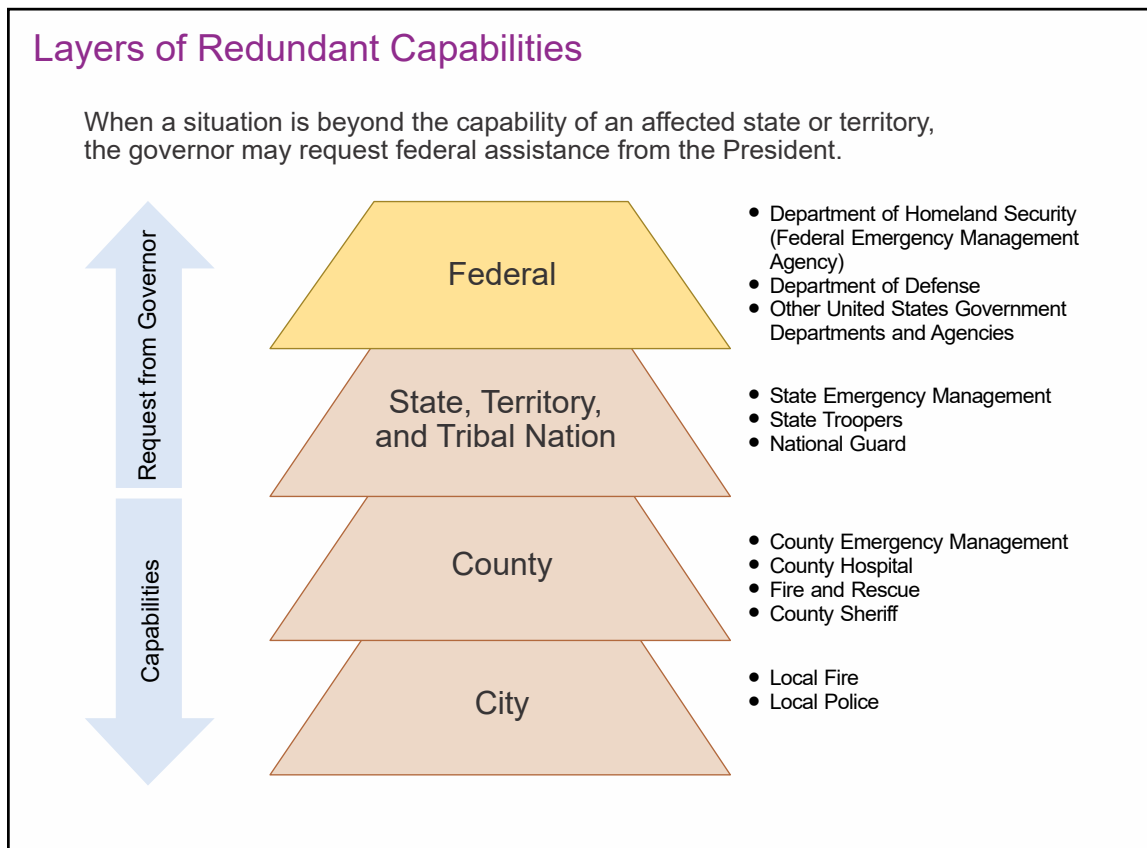 Layers of Redundant Capabilities
When a situation is beyond the capability of an affected state or territory,
the governor may request federal assistance from the President.
Request from Governor
Capabilities
Federal
• Department of Homeland Security
(Federal Emergency Management
Agency)
• Department of Defense
• Other United States Government
Departments and Agencies
State, Territory,
and Tribal Nation
• State Emergency Management
• State Troopers
• National Guard
County
• County Emergency Management
• County Hospital
• Fire and Rescue
• County Sheriff
City
• Local Fire
• Local Police